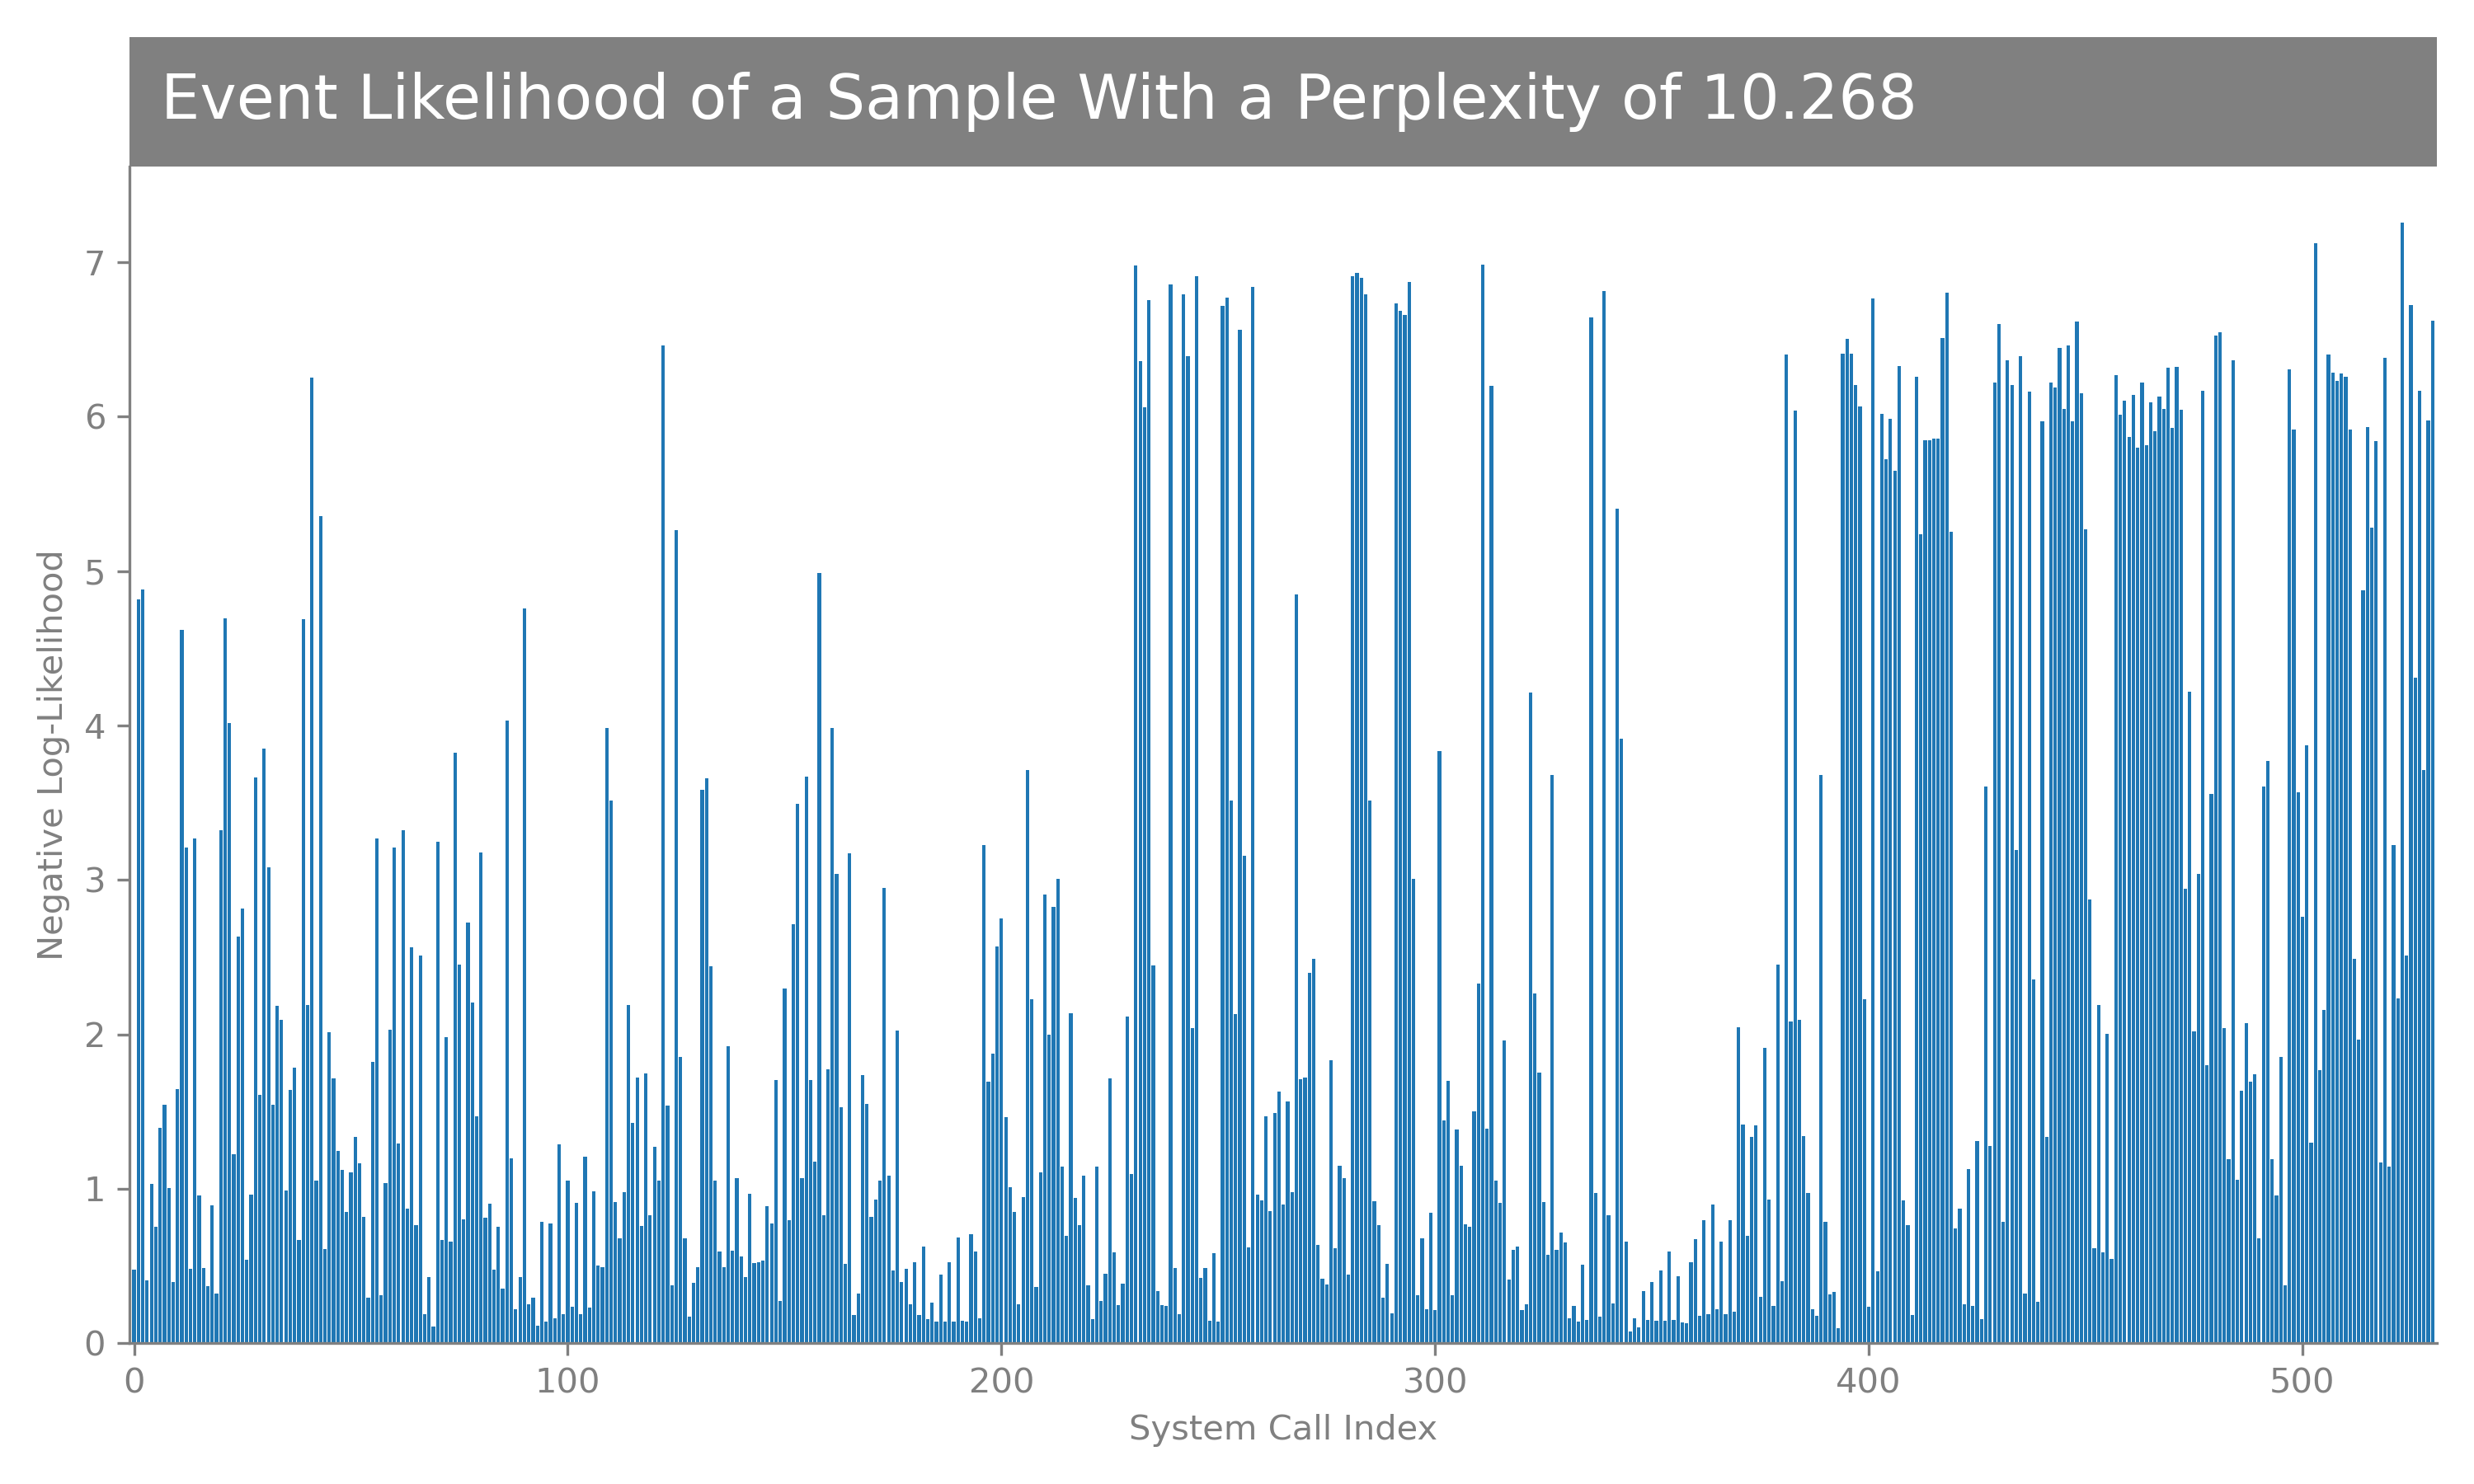 Event Likelihood of a Sample With a Perplexity of 10.268
7
6
5
4
3
2
1
0
Negative Log-Likelihood
0 100 200 300 400 500
System Call Index